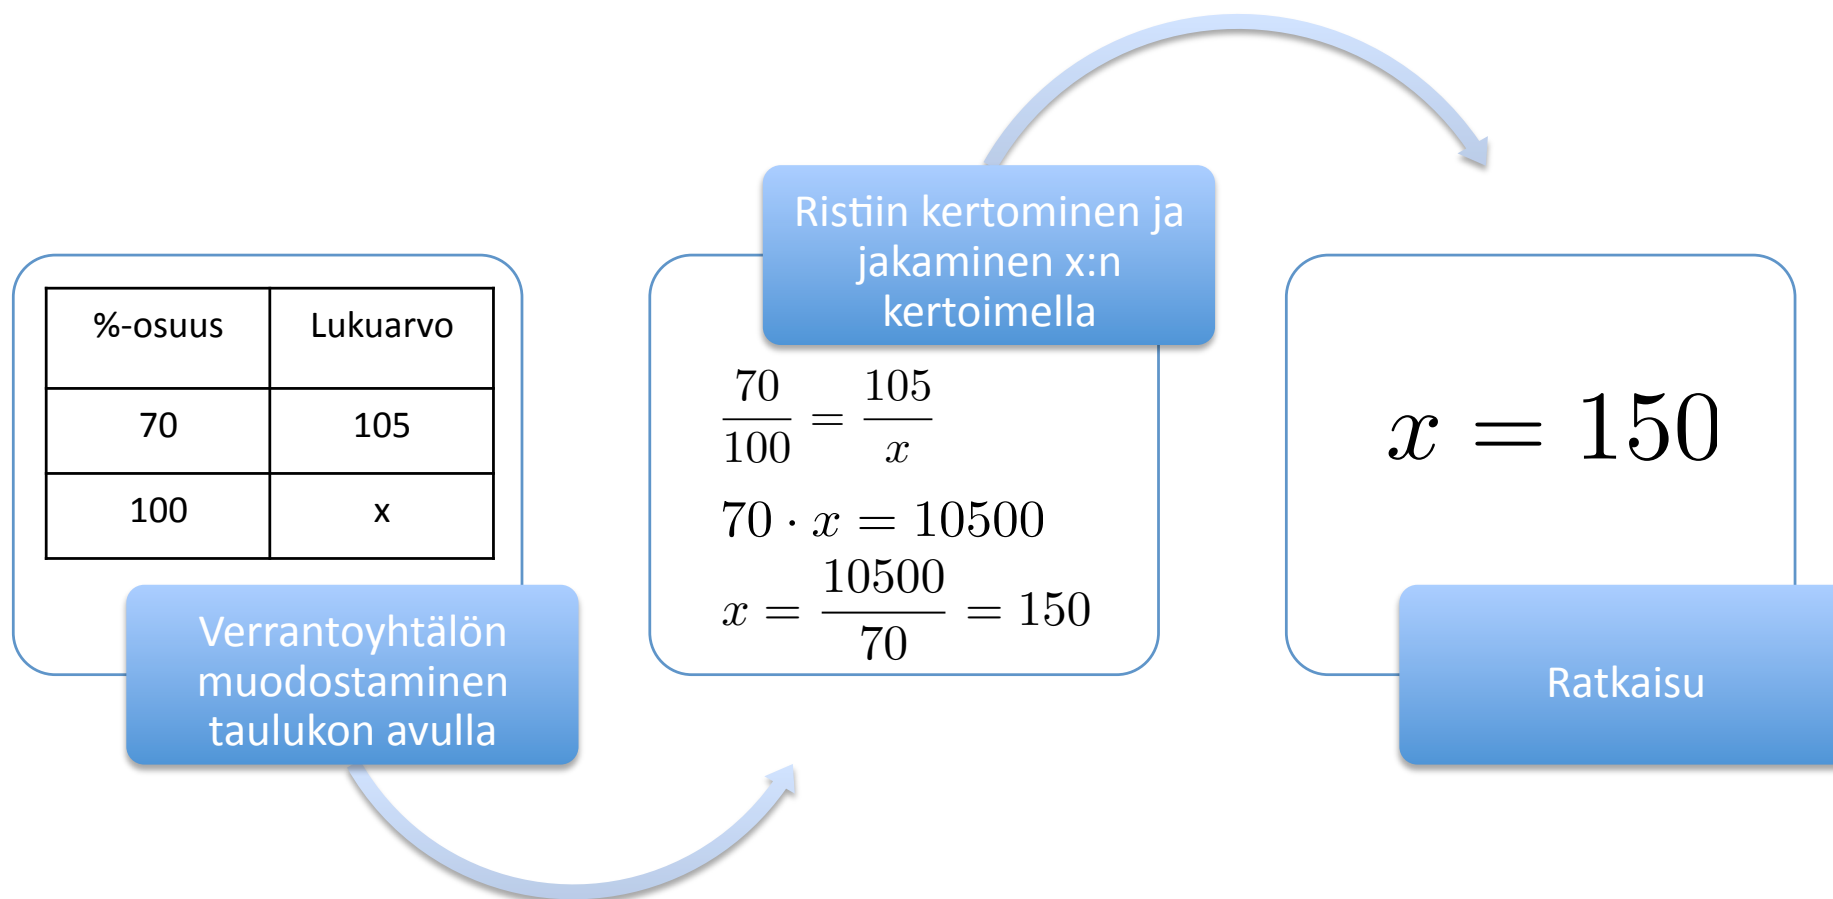 %-osuus Lukuarvo
70 105
100 x
Verrantoyhtälön
muodostaminen
taulukon avulla
Ristiin kertominen ja
jakaminen x:n
kertoimella
70/100 = 105/x
70 · x = 10500
x = 10500/70 = 150
x = 150
Ratkaisu